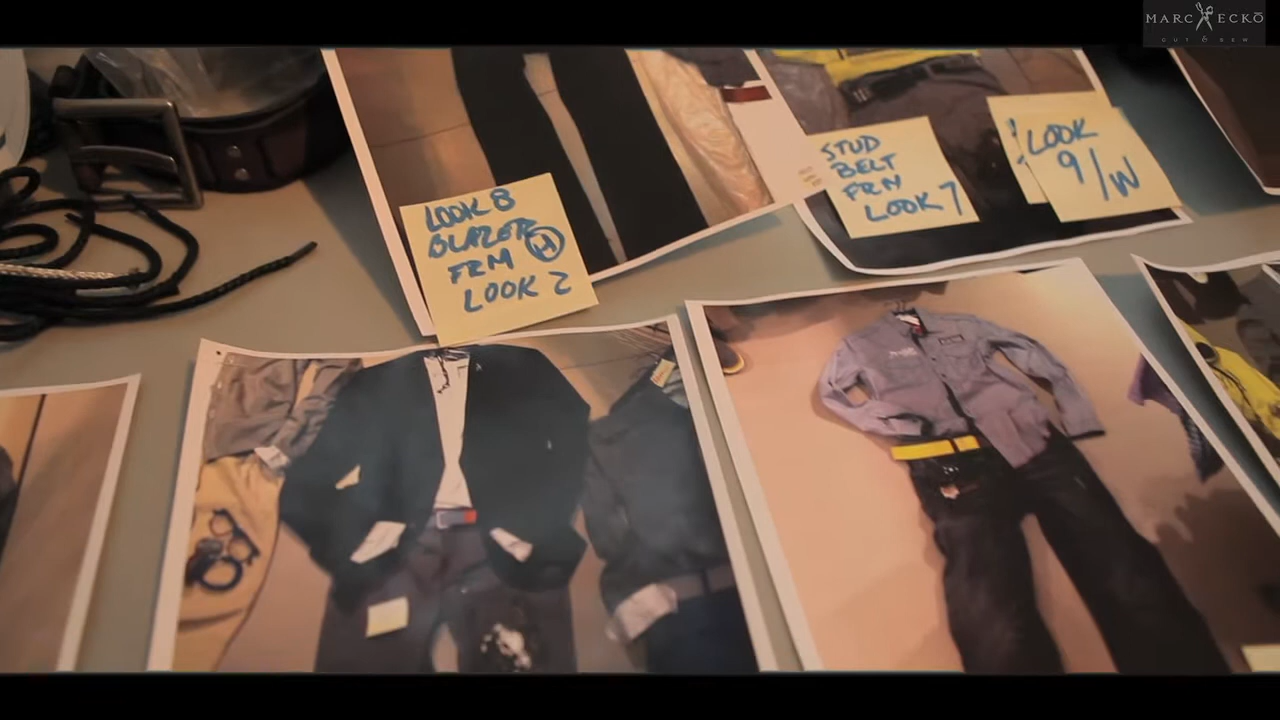 MARC ECKŌ
CUT & SEW
STUD
BELT
FRM
LOOK 7
LOOK
9/W
LOOK 8
BLAZER
FRM
LOOK 2